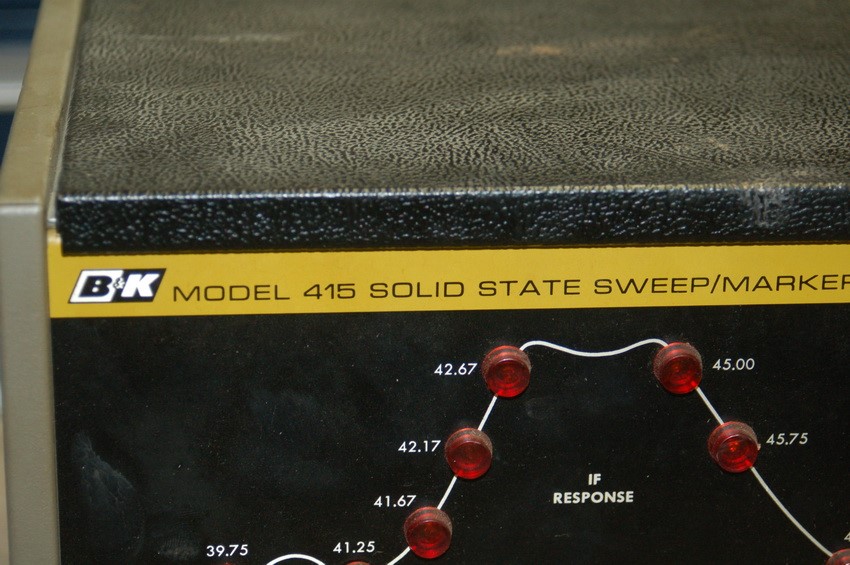 B&K MODEL 415 SOLID STATE SWEEP/MARKER
42.67
45.00
42.17
45.75
IF
RESPONSE
41.67
39.75
41.25